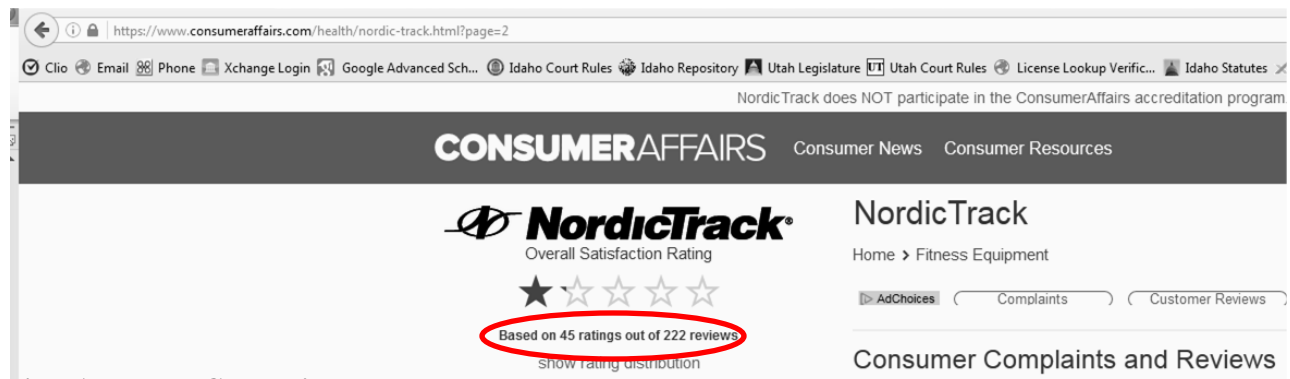 https://www.consumeraffairs.com/health/nordic-track.html?page=2
Clio Email Phone Xchange Login Google Advanced Sch... Idaho Court Rules Idaho Repository Utah Legislature UT Utah Court Rules License Lookup Verific... Idaho Statutes
NordicTrack does NOT participate in the ConsumerAffairs accreditation program.
CONSUMERAFFAIRS Consumer News Consumer Resources
NordicTrack
Overall Satisfaction Rating
Based on 45 ratings out of 222 reviews
show rating distribution
NordicTrack
Home > Fitness Equipment
AdChoices Complaints Customer Reviews
Consumer Complaints and Reviews